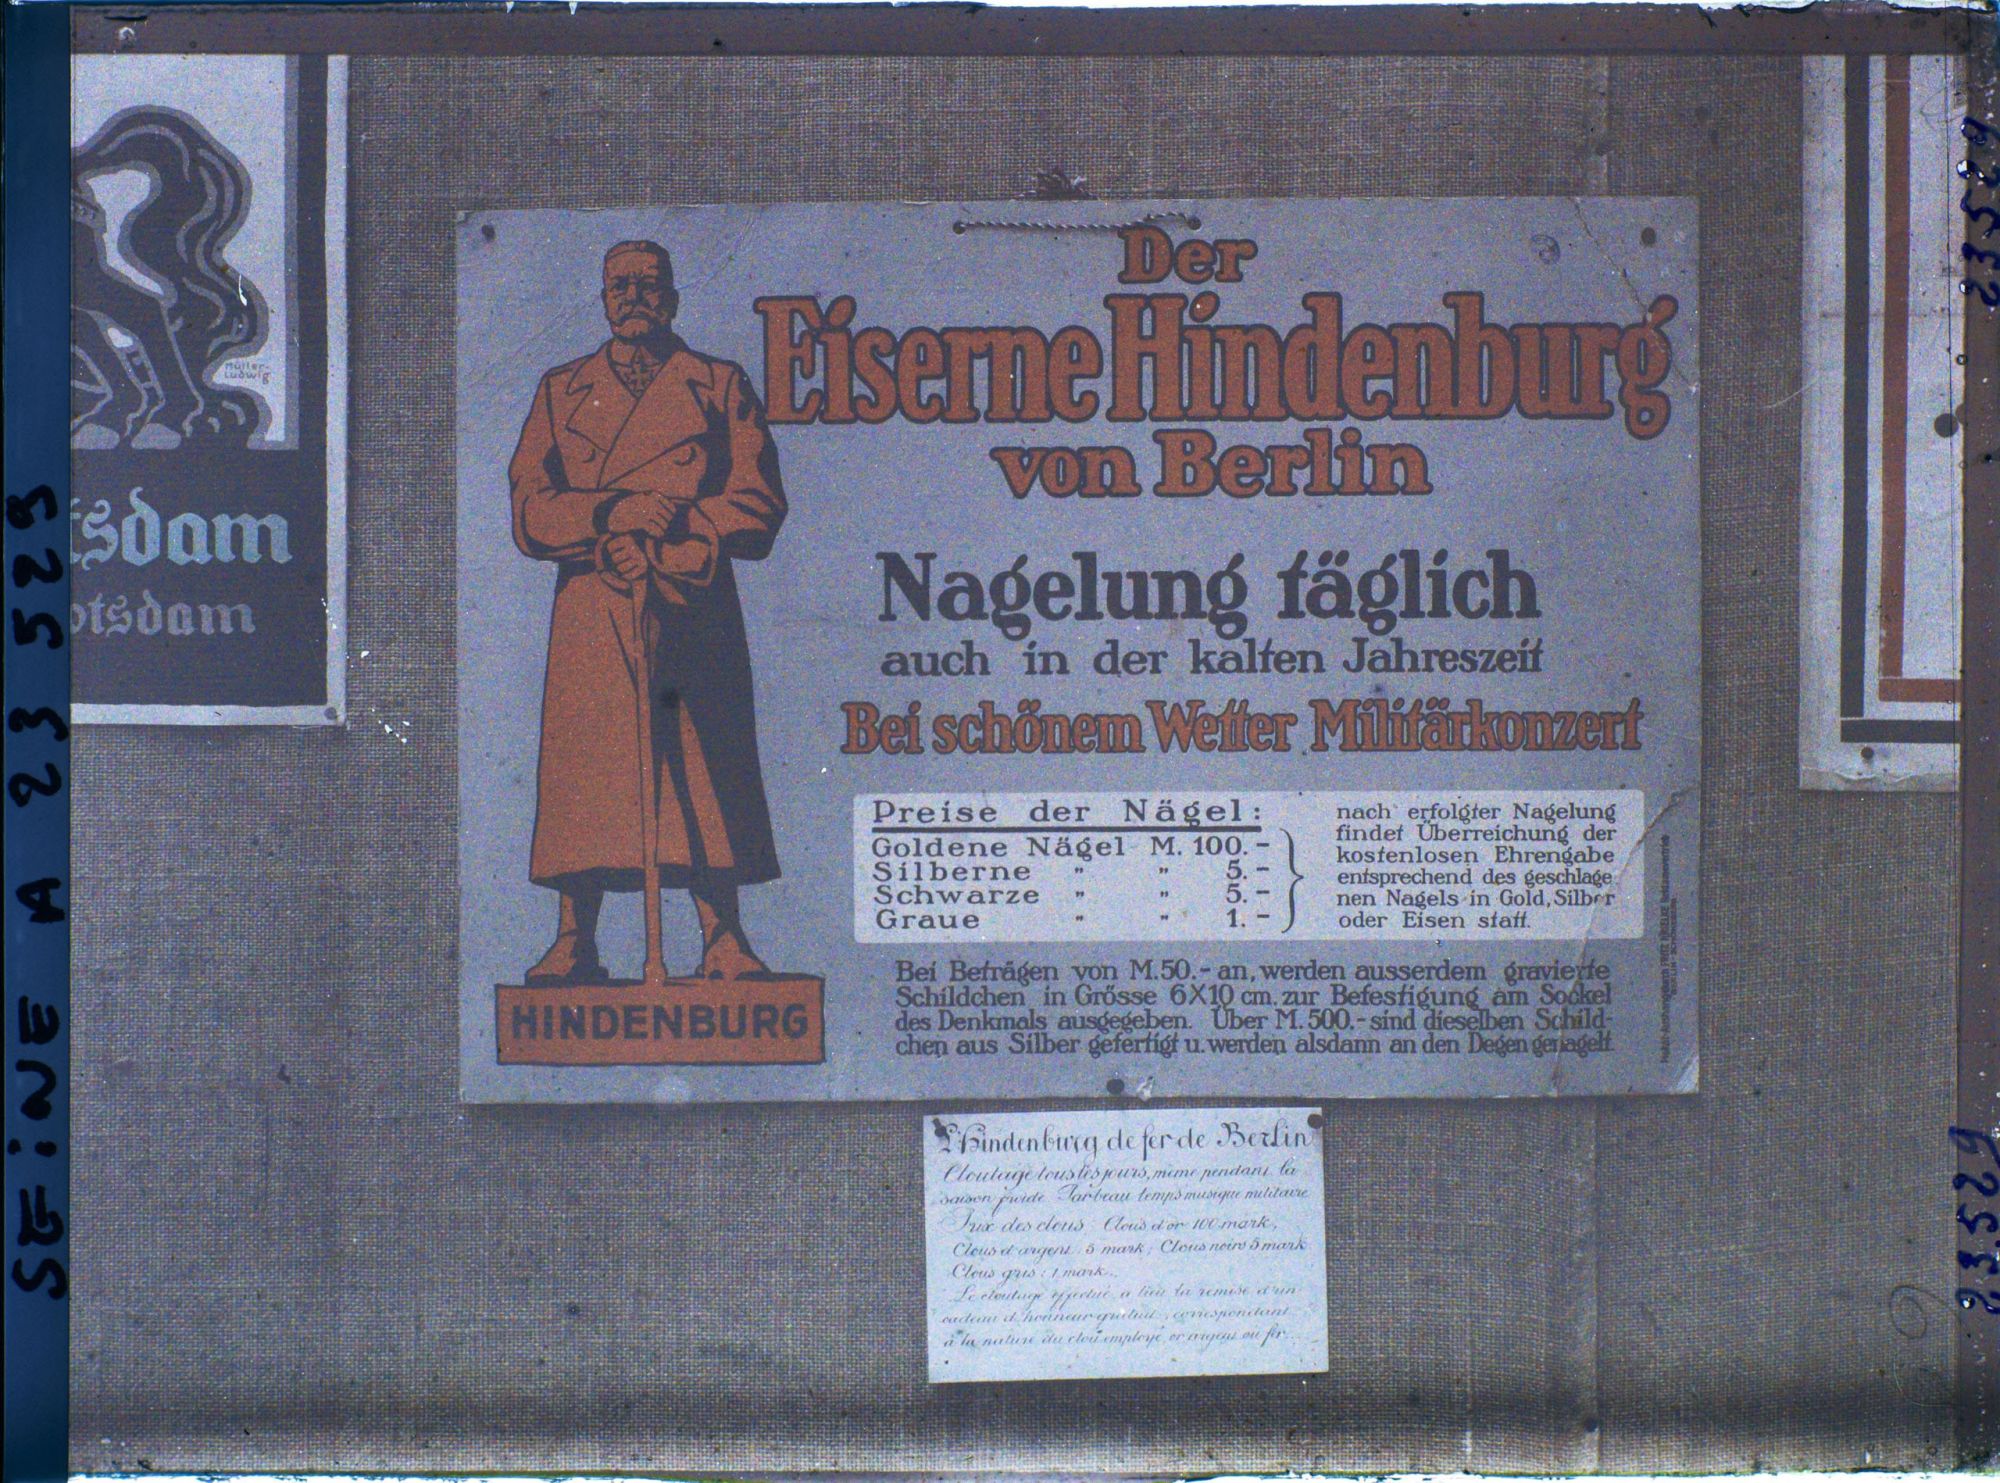 SEINE A 23 529
Müller-
Ludwig
tsdam
otsdam
Der
Eiserne Hindenburg
von Berlin
Nagelung täglich
auch in der kalten Jahreszeit
Bei schönem Wetter Militärkonzert
Preise der Nägel:
Goldene Nägel M. 100.-
Silberne " " 5.-
Schwarze " " 5.-
Graue " " 1.-
nach erfolgter Nagelung
findet Überreichung der
kostenlosen Ehrengabe
entsprechend des geschlage
nen Nagels in Gold, Silber
oder Eisen statt.
Bei Beträgen von M.50.- an, werden ausserdem gravierte
Schildchen in Grösse 6X10 cm. zur Befestigung am Sockel
des Denkmals ausgegeben. Über M.500.- sind dieselben Schild-
chen aus Silber gefertigt u. werden alsdann an den Degen genagelt.
HINDENBURG
L'Hindenburg de fer de Berlin
Cloutage tous les jours, même pendant la
saison froide Par beau temps musique militaire
Prix des clous : Clous d'or 100 mark,
Clous d'argent : 5 mark ; Clous noirs 5 mark
Clous gris : 1 mark.
Le cloutage effectué, a lieu la remise d'un
cadeau d'honneur gratuit, correspondant
à la nature du clou employé, or argent ou fer.
23.529
23.529